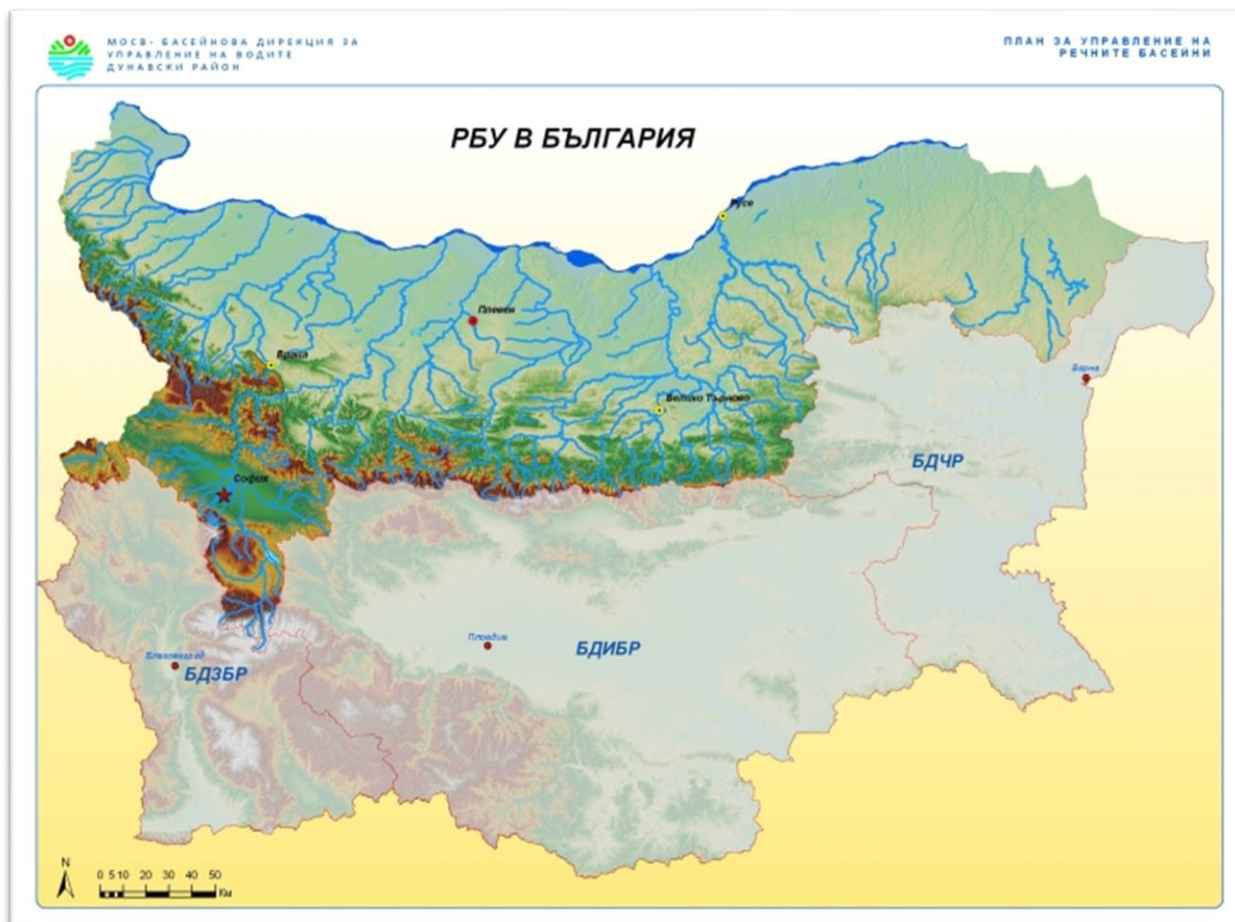 МОСВ- БАСЕЙНОВА ДИРЕКЦИЯ ЗА
УПРАВЛЕНИЕ НА ВОДИТЕ
ДУНАВСКИ РАЙОН
ПЛАН ЗА УПРАВЛЕНИЕ НА
РЕЧНИТЕ БАСЕЙНИ
РБУ В БЪЛГАРИЯ
Русе
Плевен
Враца
Варна
Велико Търново
БДЧР
София
Пловдив
БДИБР
Благоевград
БДЗБР
N
0 5 10 20 30 40 50
Км